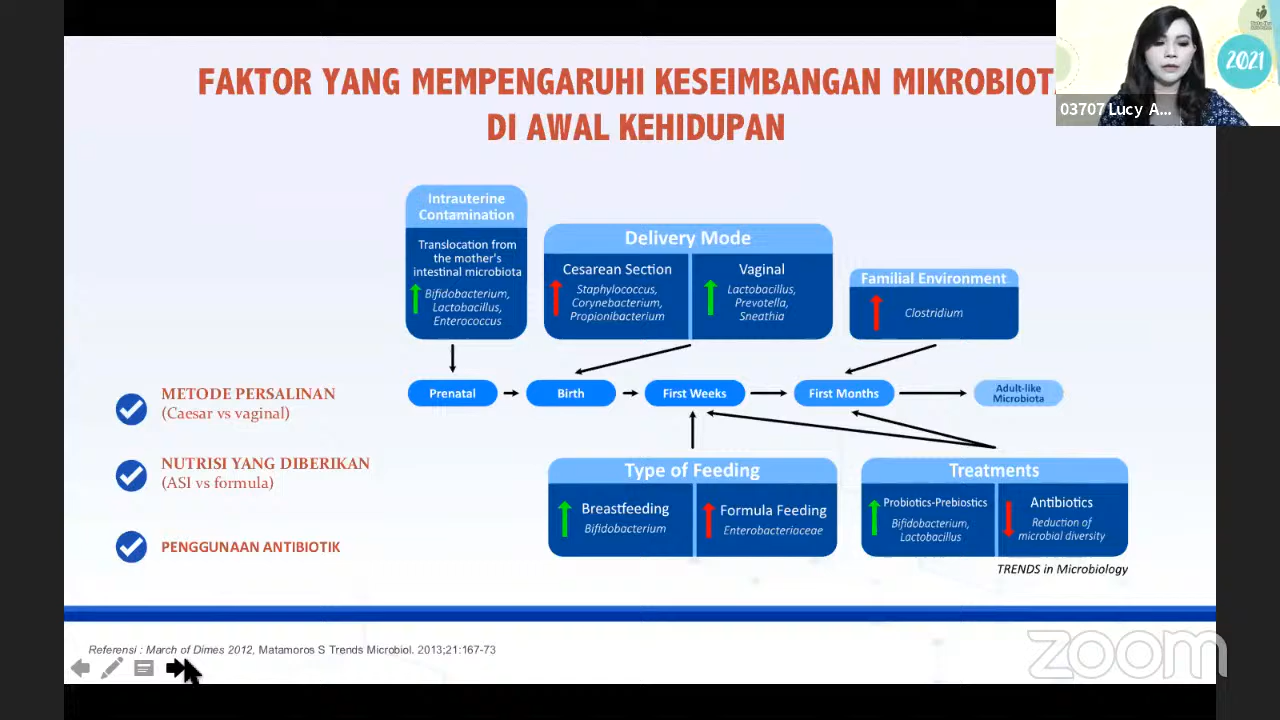 FAKTOR YANG MEMPENGARUHI KESEIMBANGAN MIKROBIOTA
DI AWAL KEHIDUPAN
2021
03707 Lucy A...
Intrauterine
Contamination
Translocation from
the mother's
intestinal microbiota
Bifidobacterium,
Lactobacillus,
Enterococcus
Delivery Mode
Cesarean Section
Staphylococcus,
Corynebacterium,
Propionibacterium
Vaginal
Lactobacillus,
Prevotella,
Sneathia
Familial Environment
Clostridium
METODE PERSALINAN
(Caesar vs vaginal)
NUTRISI YANG DIBERIKAN
(ASI vs formula)
PENGGUNAAN ANTIBIOTIK
Prenatal
Birth
First Weeks
First Months
Adult-like
Microbiota
Type of Feeding
Breastfeeding
Bifidobacterium
Formula Feeding
Enterobacteriaceae
Treatments
Probiotics-Prebiostics
Bifidobacterium,
Lactobacillus
Antibiotics
Reduction of
microbial diversity
TRENDS in Microbiology
Referensi : March of Dimes 2012, Matamoros S Trends Microbiol. 2013;21:167-73
zoom